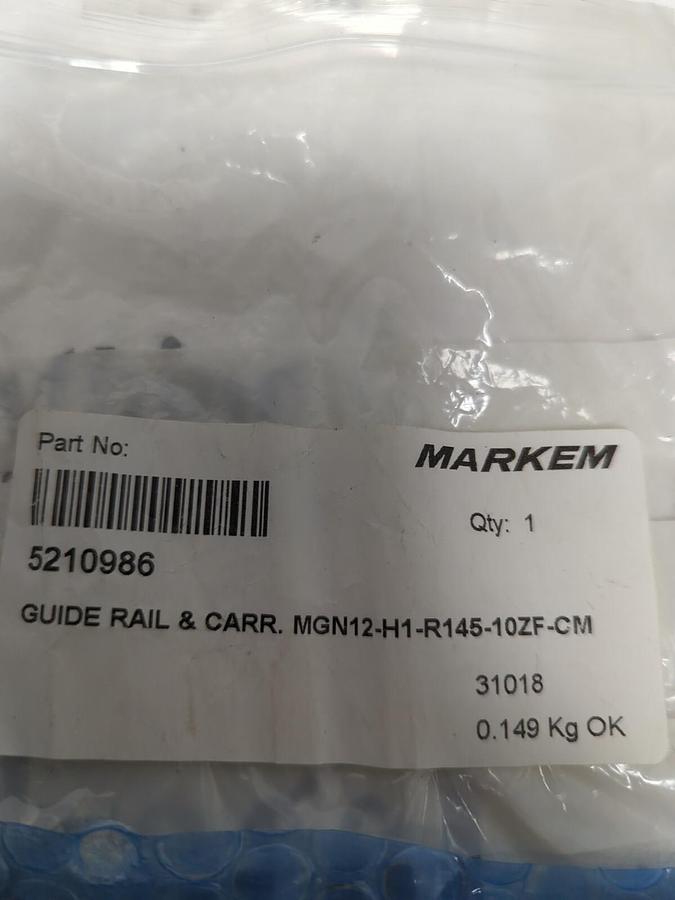 Part No:
MARKEM
Qty: 1
5210986
GUIDE RAIL & CARR. MGN12-H1-R145-10ZF-CM
31018
0.149 Kg OK